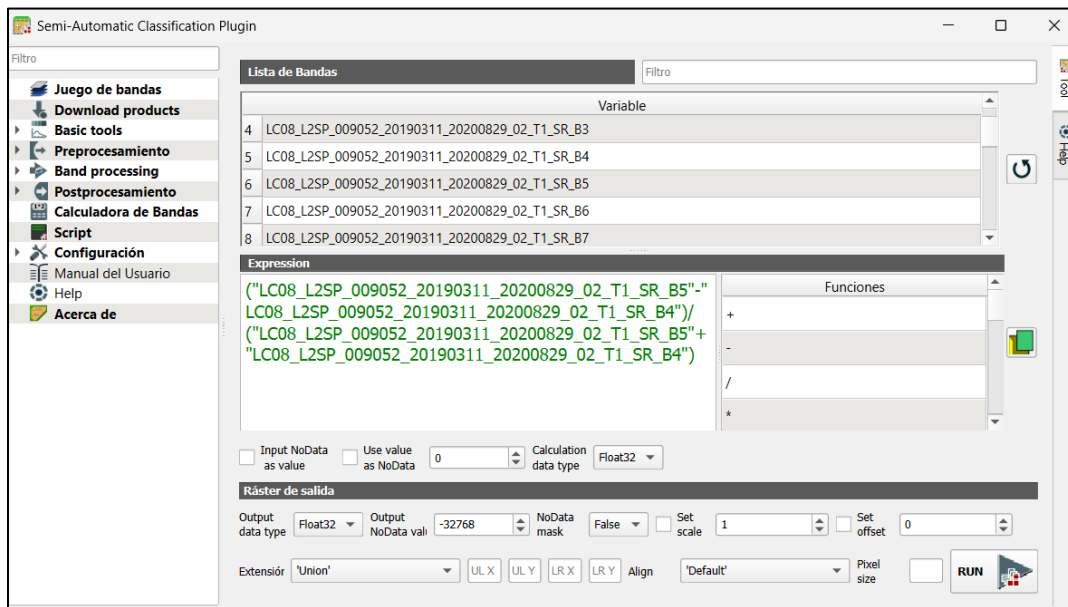 Semi-Automatic Classification Plugin
Filtro
Juego de bandas
Download products
Basic tools
Preprocesamiento
Band processing
Postprocesamiento
Calculadora de Bandas
Script
Configuración
Manual del Usuario
Help
Acerca de
Lista de Bandas
Filtro
Variable
4 LC08_L2SP_009052_20190311_20200829_02_T1_SR_B3
5 LC08_L2SP_009052_20190311_20200829_02_T1_SR_B4
6 LC08_L2SP_009052_20190311_20200829_02_T1_SR_B5
7 LC08_L2SP_009052_20190311_20200829_02_T1_SR_B6
8 LC08_L2SP_009052_20190311_20200829_02_T1_SR_B7
Expression
("LC08_L2SP_009052_20190311_20200829_02_T1_SR_B5"-"
LC08_L2SP_009052_20190311_20200829_02_T1_SR_B4")/
("LC08_L2SP_009052_20190311_20200829_02_T1_SR_B5"+
"LC08_L2SP_009052_20190311_20200829_02_T1_SR_B4")
Funciones
+
-
/
*
Input NoData as value
Use value as NoData
0
Calculation data type
Float32
Ráster de salida
Output data type
Float32
Output NoData valu
-32768
NoData mask
False
Set scale
1
Set offset
0
Extensiór
'Union'
UL X
UL Y
LR X
LR Y
Align
'Default'
Pixel size
RUN
Tool
Help